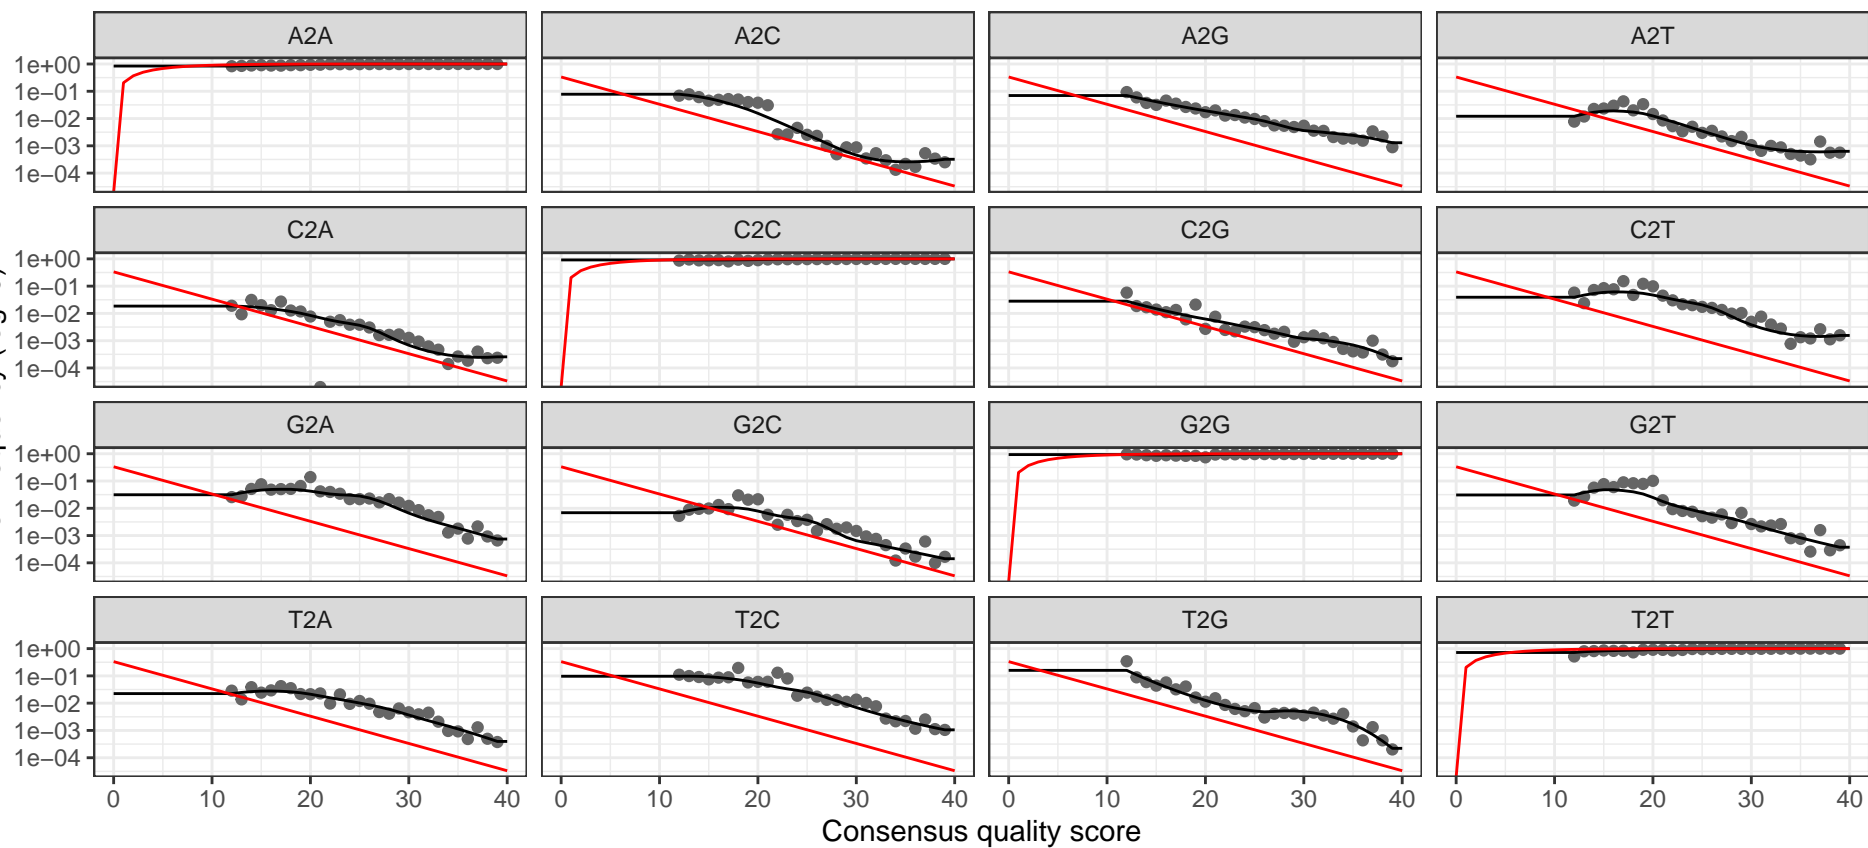 A2A A2C A2G A2T
1e+00
1e−01
1e−02
1e−03
1e−04
C2A C2C C2G C2T
1e+00
1e−01
1e−02
1e−03
1e−04
G2A G2C G2G G2T
1e+00
1e−01
1e−02
1e−03
1e−04
T2A T2C T2G T2T
1e+00
1e−01
1e−02
1e−03
1e−04
0 10 20 30 40 0 10 20 30 40 0 10 20 30 40 0 10 20 30 40
Consensus quality score